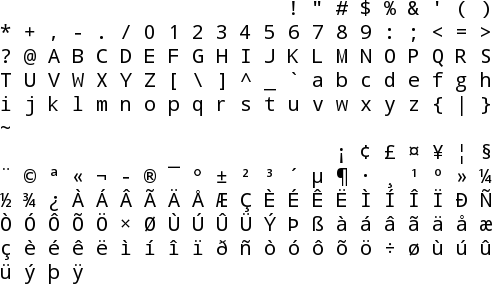 ! " # $ % & ' ( )
* + , - . / 0 1 2 3 4 5 6 7 8 9 : ; < = >
? @ A B C D E F G H I J K L M N O P Q R S
T U V W X Y Z [ \ ] ^ _ ` a b c d e f g h
i j k l m n o p q r s t u v w x y z { | }
~
¡ ¢ £ ¤ ¥ ¦ §
¨ © ª « ¬ - ® ¯ ° ± ² ³ ´ µ ¶ · ¸ ¹ º » ¼
½ ¾ ¿ À Á Â Ã Ä Å Æ Ç È É Ê Ë Ì Í Î Ï Ð Ñ
Ò Ó Ô Õ Ö × Ø Ù Ú Û Ü Ý Þ ß à á â ã ä å æ
ç è é ê ë ì í î ï ð ñ ò ó ô õ ö ÷ ø ù ú û
ü ý þ ÿ